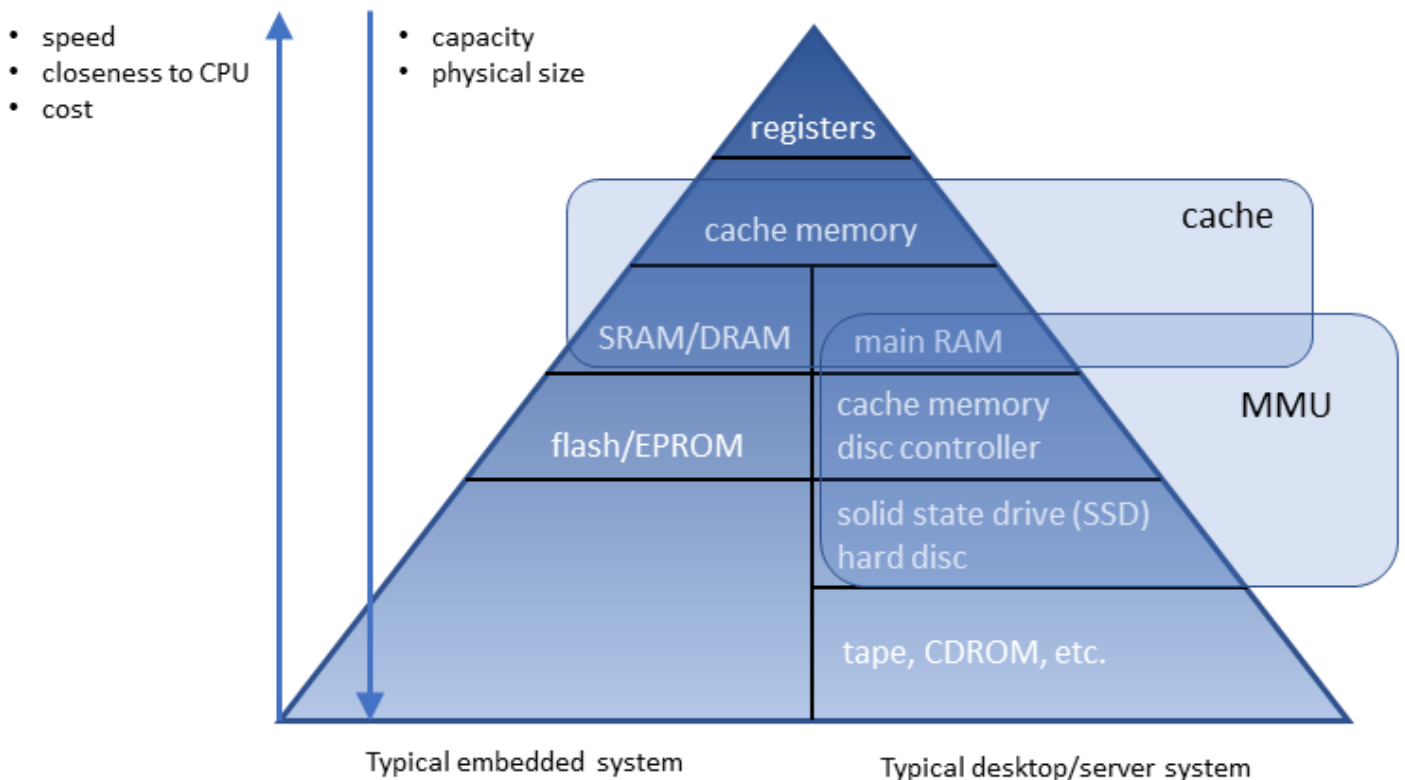 • speed
• closeness to CPU
• cost
• capacity
• physical size
registers
cache memory
cache
SRAM/DRAM
main RAM
flash/EPROM
cache memory
disc controller
MMU
solid state drive (SSD)
hard disc
tape, CDROM, etc.
Typical embedded system
Typical desktop/server system